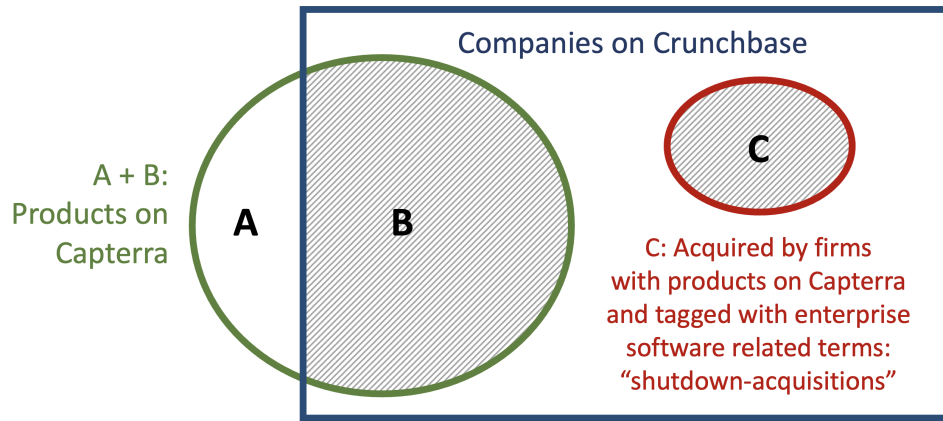 Companies on Crunchbase
A + B:
Products on
Capterra
A
B
C
C: Acquired by firms
with products on Capterra
and tagged with enterprise
software related terms:
“shutdown-acquisitions”